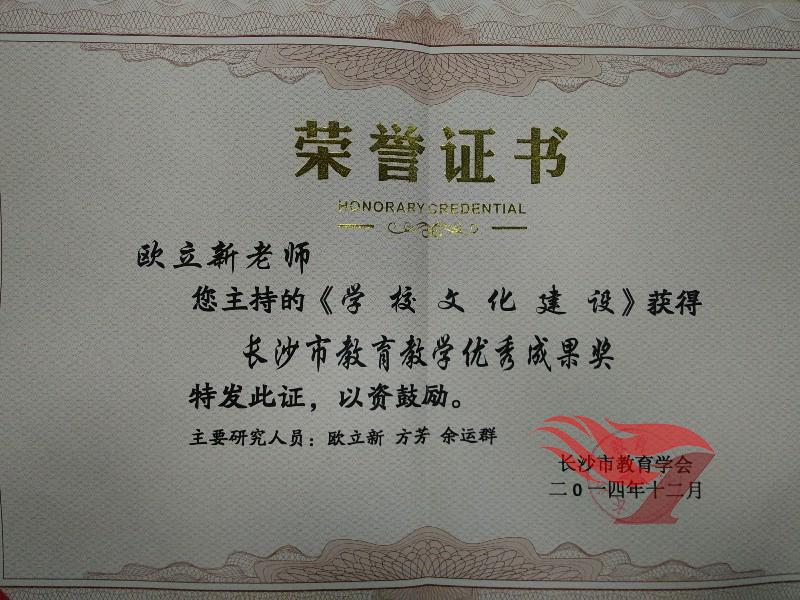 荣誉证书
HONORARY CREDENTIAL
欧立新老师
您主持的《学校文化建设》获得
长沙市教育教学优秀成果奖
特发此证，以资鼓励。
主要研究人员：欧立新 方芳 余运群
长沙市教育学会
二0一四年十二月